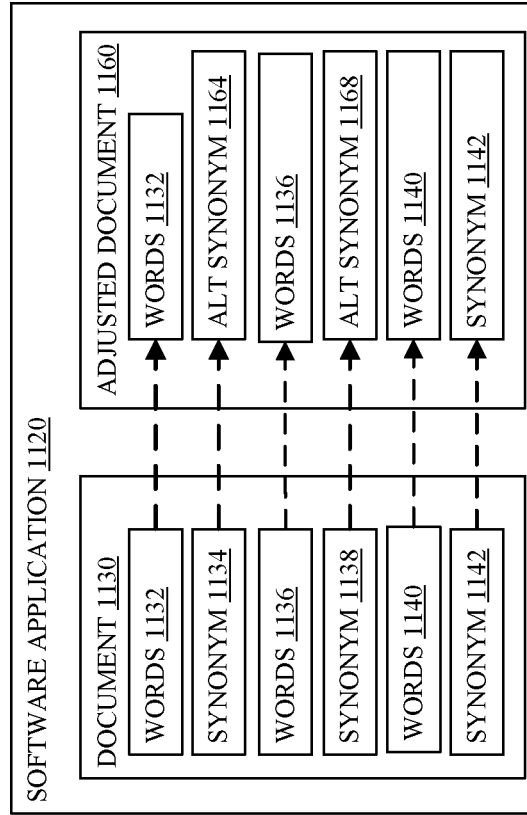 SOFTWARE APPLICATION 1120
DOCUMENT 1130
WORDS 1132
SYNONYM 1134
WORDS 1136
SYNONYM 1138
WORDS 1140
SYNONYM 1142
ADJUSTED DOCUMENT 1160
WORDS 1132
ALT SYNONYM 1164
WORDS 1136
ALT SYNONYM 1168
WORDS 1140
SYNONYM 1142